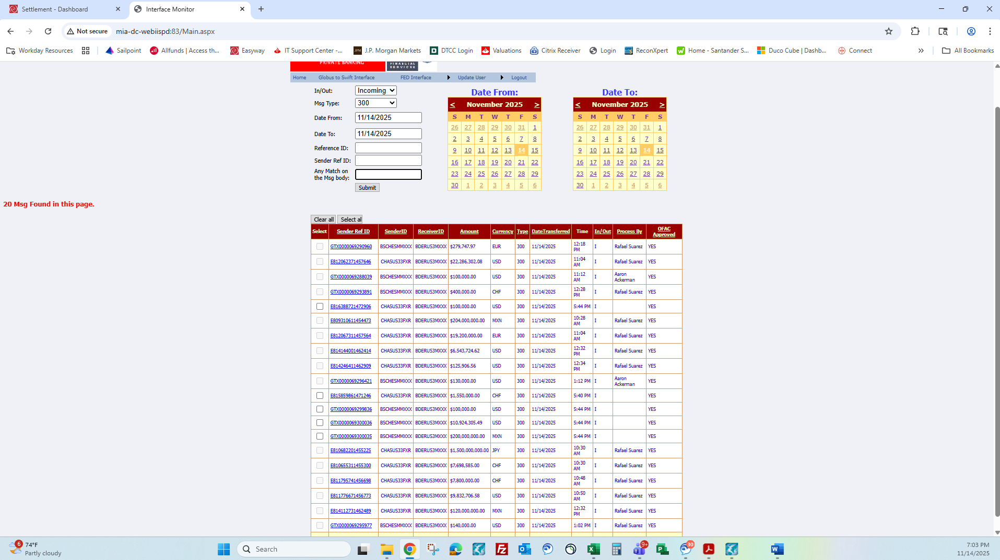 Settlement - Dashboard
Interface Monitor
Not secure mia-dc-webiispd:83/Main.aspx
Workday Resources Sailpoint Allfunds | Access th... Easyway IT Support Center -... J.P. Morgan Markets DTCC Login Valuations Citrix Receiver Login ReconXpert Home - Santander S... Duco Cube | Dashb... Connect » All Bookmarks
PRIVATE BANKING
FINANCIAL
SERVICES
Home Globus to Swift Interface FED Interface Update User Logout
In/Out: Incoming
Msg Type: 300
Date From: 11/14/2025
Date To: 11/14/2025
Reference ID:
Sender Ref ID:
Any Match on
the Msg body:
Submit
Date From:
< November 2025 >
S M T W T F S
26 27 28 29 30 31 1
2 3 4 5 6 7 8
9 10 11 12 13 14 15
16 17 18 19 20 21 22
23 24 25 26 27 28 29
30 1 2 3 4 5 6
Date To:
< November 2025 >
S M T W T F S
26 27 28 29 30 31 1
2 3 4 5 6 7 8
9 10 11 12 13 14 15
16 17 18 19 20 21 22
23 24 25 26 27 28 29
30 1 2 3 4 5 6
20 Msg Found in this page.
Clear all Select al
Select Sender Ref ID SenderID ReceiverID Amount Currency Type DateTransferred Time In/Out Process By OFAC Approved
GTX0000069290960 BSCHESMMXXX BDERUS3MXXX $279,747.97 EUR 300 11/14/2025 12:18 PM I Rafael Suarez YES
E812062371457646 CHASUS33FXR BDERUS3MXXX $22,286,302.08 USD 300 11/14/2025 11:04 AM I Rafael Suarez YES
GTX0000069288039 BSCHESMMXXX BDERUS3MXXX $100,000.00 USD 300 11/14/2025 11:12 AM I Aaron Ackerman YES
GTX0000069293891 BSCHESMMXXX BDERUS3MXXX $400,000.00 CHF 300 11/14/2025 12:28 PM I Rafael Suarez YES
E816388721472906 CHASUS33FXR BDERUS3MXXX $100,000.00 USD 300 11/14/2025 5:44 PM I YES
E809310611454473 CHASUS33FXR BDERUS3MXXX $204,000,000.00 MXN 300 11/14/2025 10:28 AM I Rafael Suarez YES
E812067311457564 CHASUS33FXR BDERUS3MXXX $19,200,000.00 EUR 300 11/14/2025 11:04 AM I Rafael Suarez YES
E814144001462414 CHASUS33FXR BDERUS3MXXX $6,543,724.62 USD 300 11/14/2025 12:32 PM I Rafael Suarez YES
E814246411462909 CHASUS33FXR BDERUS3MXXX $125,906.56 USD 300 11/14/2025 12:34 PM I Rafael Suarez YES
GTX0000069296421 BSCHESMMXXX BDERUS3MXXX $130,000.00 USD 300 11/14/2025 1:12 PM I Aaron Ackerman YES
E815859861471246 CHASUS33FXR BDERUS3MXXX $1,550,000.00 CHF 300 11/14/2025 5:40 PM I YES
GTX0000069299836 BSCHESMMXXX BDERUS3MXXX $100,000.00 USD 300 11/14/2025 5:44 PM I YES
GTX0000069300036 BSCHESMMXXX BDERUS3MXXX $10,924,305.49 USD 300 11/14/2025 5:44 PM I YES
GTX0000069300035 BSCHESMMXXX BDERUS3MXXX $200,000,000.00 MXN 300 11/14/2025 5:44 PM I YES
E810682201455225 CHASUS33FXR BDERUS3MXXX $1,500,000,000.00 JPY 300 11/14/2025 10:30 AM I Rafael Suarez YES
E810655311455300 CHASUS33FXR BDERUS3MXXX $7,698,585.00 CHF 300 11/14/2025 10:30 AM I Rafael Suarez YES
E811795741456698 CHASUS33FXR BDERUS3MXXX $7,800,000.00 CHF 300 11/14/2025 10:48 AM I Rafael Suarez YES
E811776671456773 CHASUS33FXR BDERUS3MXXX $9,832,706.58 USD 300 11/14/2025 10:50 AM I Rafael Suarez YES
E814112731462489 CHASUS33FXR BDERUS3MXXX $120,000,000.00 MXN 300 11/14/2025 12:32 PM I Rafael Suarez YES
GTX0000069295977 BSCHESMMXXX BDERUS3MXXX $140,000.00 USD 300 11/14/2025 1:02 PM I Rafael Suarez YES
6 74°F
Partly cloudy
Search
9+
30
7:03 PM
11/14/2025